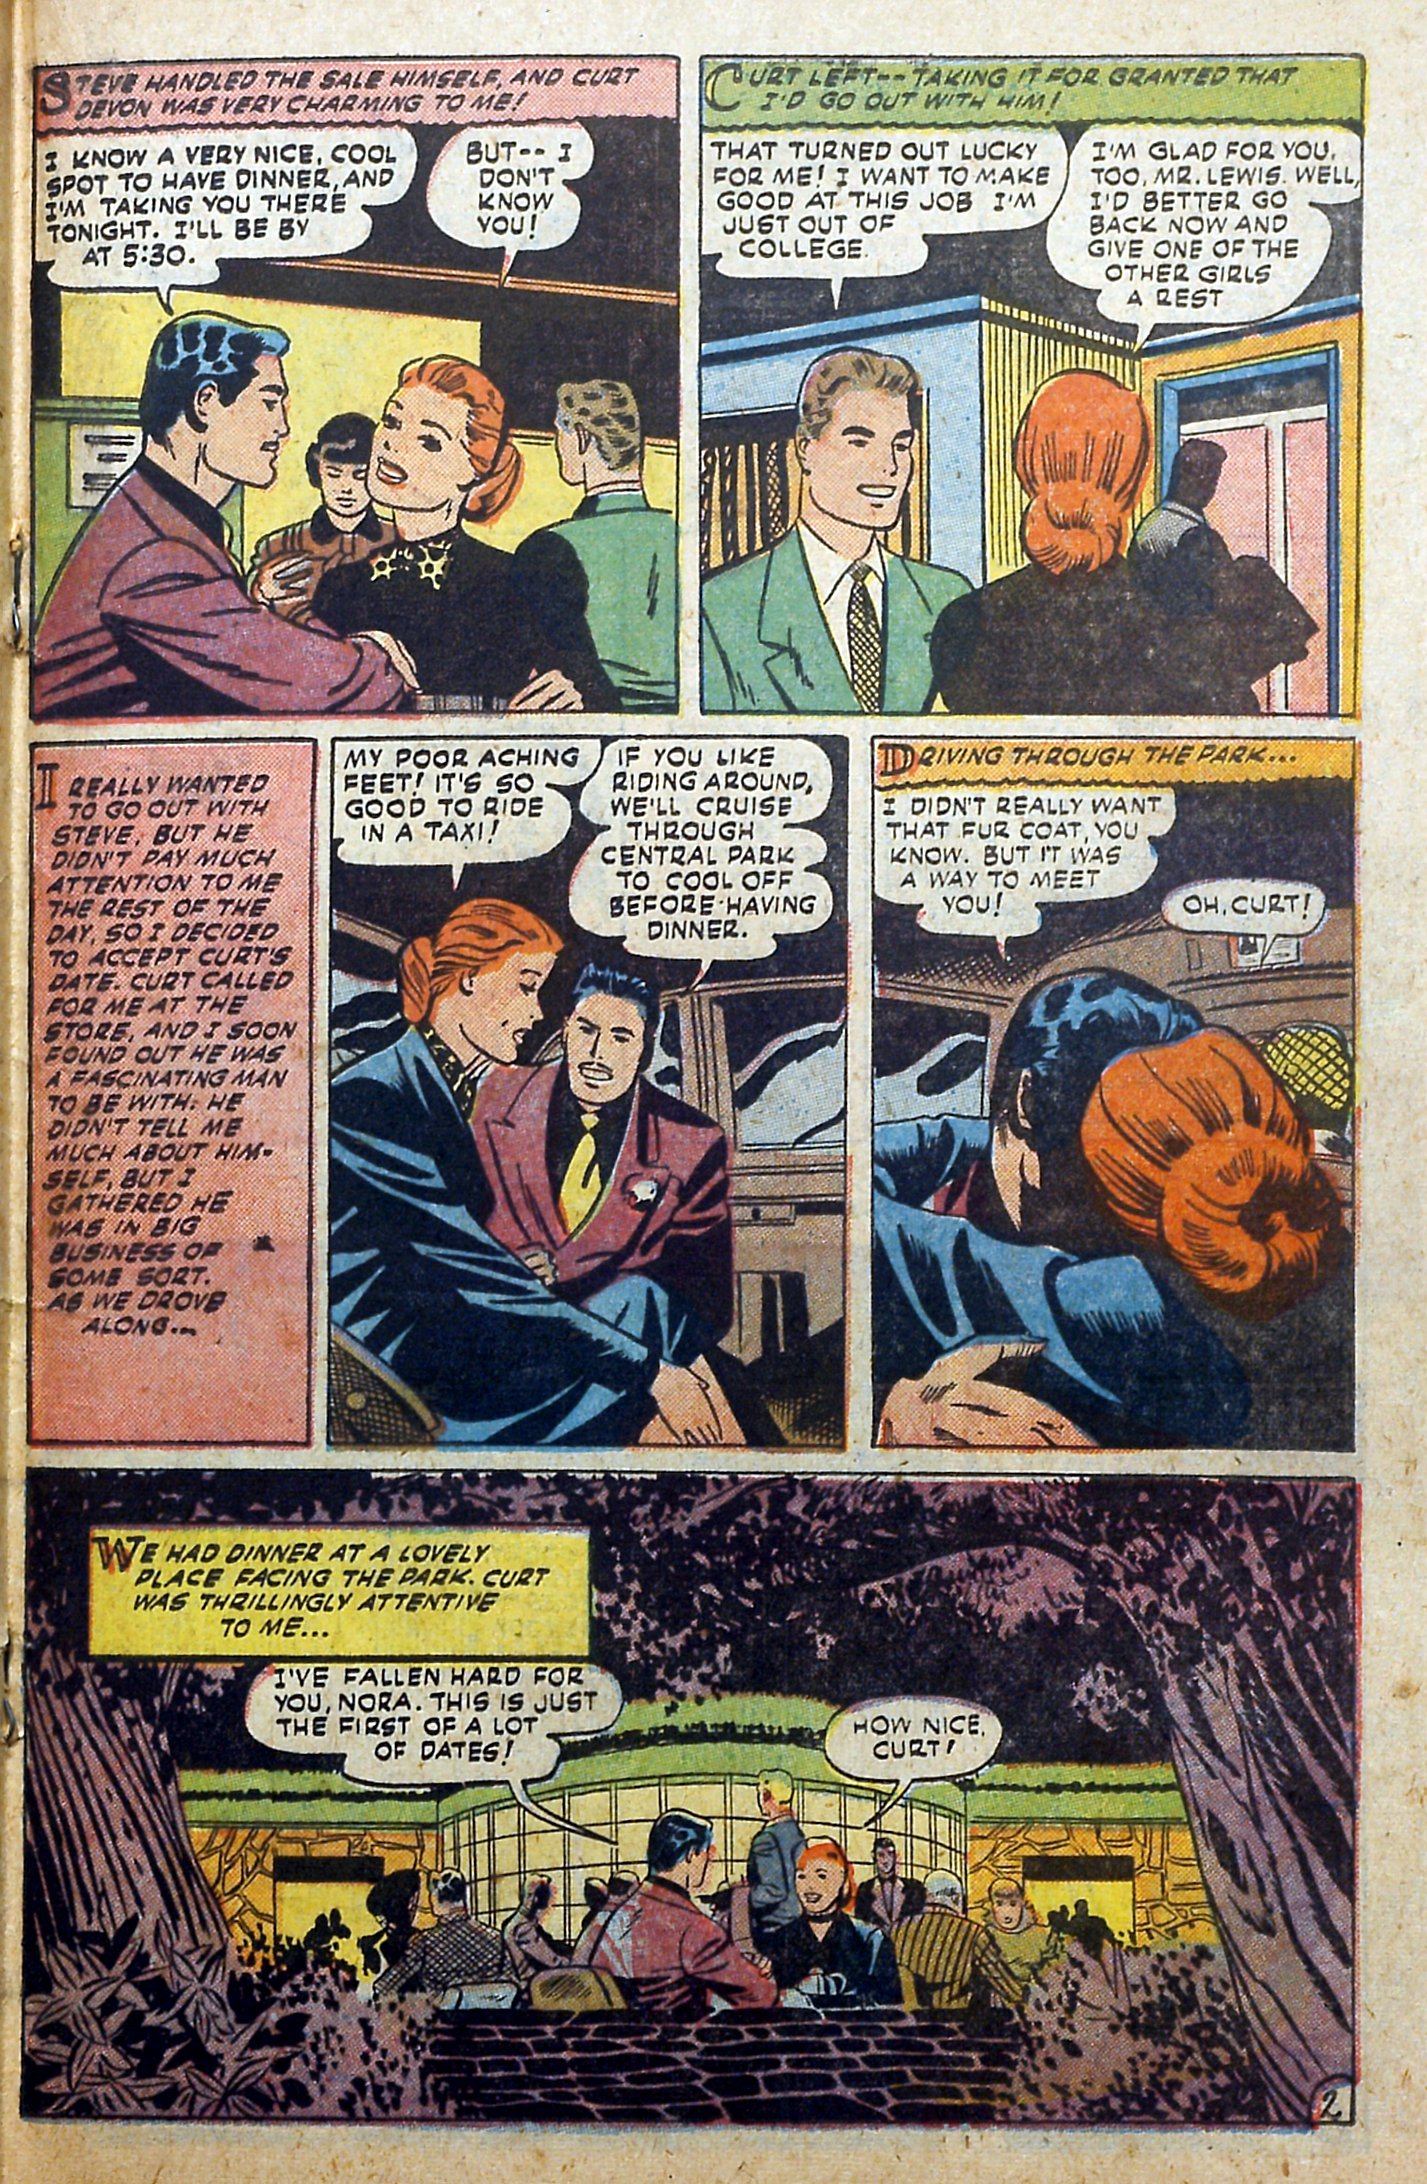 STEVE HANDLED THE SALE HIMSELF, AND CURT
DEVON WAS VERY CHARMING TO ME!
I KNOW A VERY NICE, COOL
SPOT TO HAVE DINNER, AND
I'M TAKING YOU THERE
TONIGHT. I'LL BE BY
AT 5:30.
BUT-- I
DON'T
KNOW
YOU!
CURT LEFT-- TAKING IT FOR GRANTED THAT
I'D GO OUT WITH HIM!
THAT TURNED OUT LUCKY
FOR ME! I WANT TO MAKE
GOOD AT THIS JOB I'M
JUST OUT OF
COLLEGE.
I'M GLAD FOR YOU,
TOO, MR. LEWIS. WELL,
I'D BETTER GO
BACK NOW AND
GIVE ONE OF THE
OTHER GIRLS
A REST
I REALLY WANTED
TO GO OUT WITH
STEVE, BUT HE
DIDN'T PAY MUCH
ATTENTION TO ME
THE REST OF THE
DAY, SO I DECIDED
TO ACCEPT CURT'S
DATE. CURT CALLED
FOR ME AT THE
STORE, AND I SOON
FOUND OUT HE WAS
A FASCINATING MAN
TO BE WITH. HE
DIDN'T TELL ME
MUCH ABOUT HIM-
SELF, BUT I
GATHERED HE
WAS IN BIG
BUSINESS OF
SOME SORT.
AS WE DROVE
ALONG...
MY POOR ACHING
FEET! IT'S SO
GOOD TO RIDE
IN A TAXI!
IF YOU LIKE
RIDING AROUND,
WE'LL CRUISE
THROUGH
CENTRAL PARK
TO COOL OFF
BEFORE HAVING
DINNER.
DRIVING THROUGH THE PARK...
I DIDN'T REALLY WANT
THAT FUR COAT, YOU
KNOW. BUT IT WAS
A WAY TO MEET
YOU!
OH, CURT!
WE HAD DINNER AT A LOVELY
PLACE FACING THE PARK. CURT
WAS THRILLINGLY ATTENTIVE
TO ME...
I'VE FALLEN HARD FOR
YOU, NORA. THIS IS JUST
THE FIRST OF A LOT
OF DATES!
HOW NICE,
CURT!
2